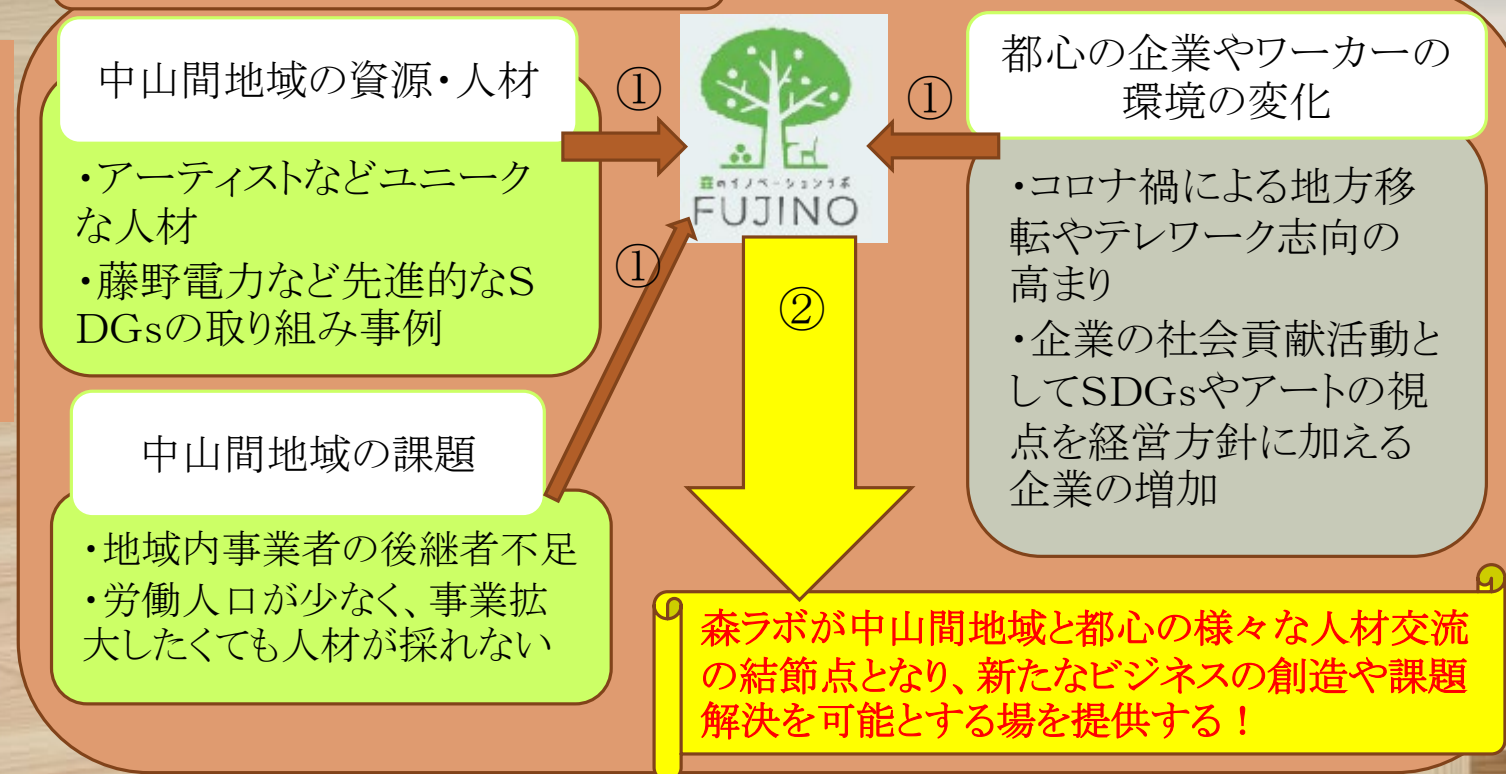 中山間地域の資源・人材
・アーティストなどユニーク
な人材
・藤野電力など先進的なS
DGsの取り組み事例
①
森のイノベーションラボ
FUJINO
①
都心の企業やワーカーの
環境の変化
・コロナ禍による地方移
転やテレワーク志向の
高まり
・企業の社会貢献活動と
してSDGsやアートの視
点を経営方針に加える
企業の増加
中山間地域の課題
・地域内事業者の後継者不足
・労働人口が少なく、事業拡
大したくても人材が採れない
①
②
森ラボが中山間地域と都心の様々な人材交流
の結節点となり、新たなビジネスの創造や課題
解決を可能とする場を提供する！